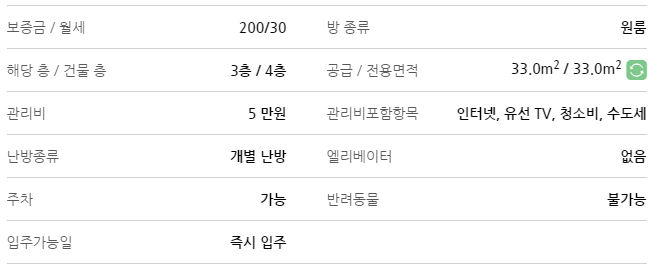 보증금 / 월세 200/30 방 종류 원룸
해당 층 / 건물 층 3층 / 4층 공급 / 전용면적 33.0m² / 33.0m²
관리비 5 만원 관리비포함항목 인터넷, 유선 TV, 청소비, 수도세
난방종류 개별 난방 엘리베이터 없음
주차 가능 반려동물 불가능
입주가능일 즉시 입주